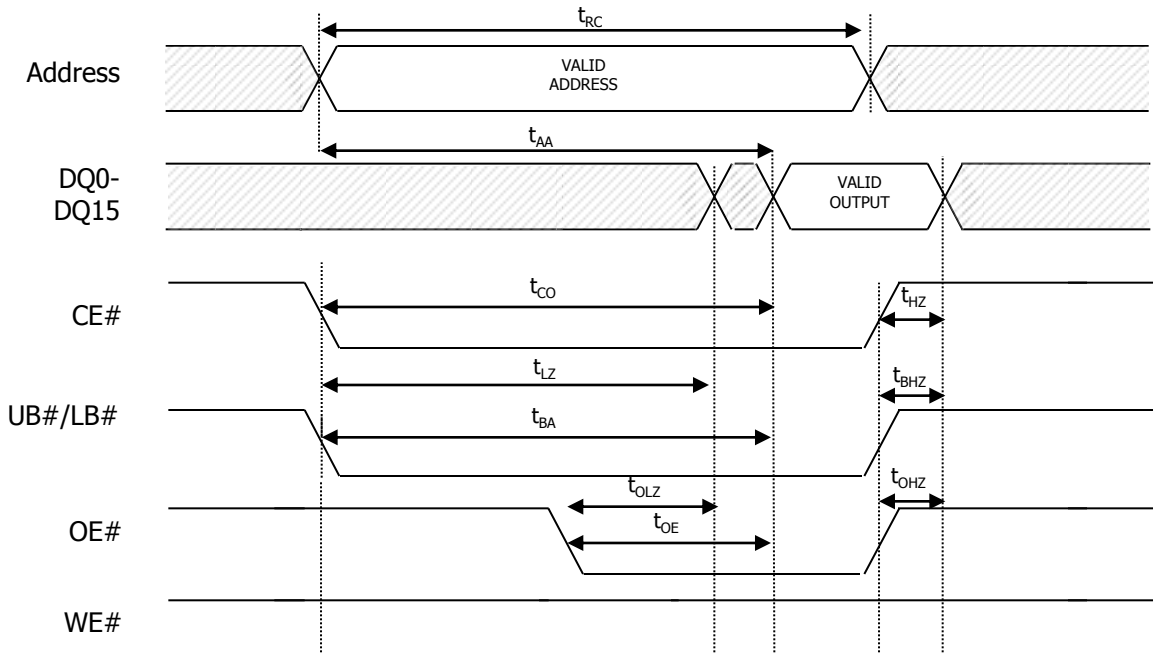 tRC
Address
VALID
ADDRESS
tAA
DQ0-
DQ15
VALID
OUTPUT
tCO
tHZ
CE#
tLZ
tBHZ
UB#/LB#
tBA
tOLZ
tOHZ
OE#
tOE
WE#